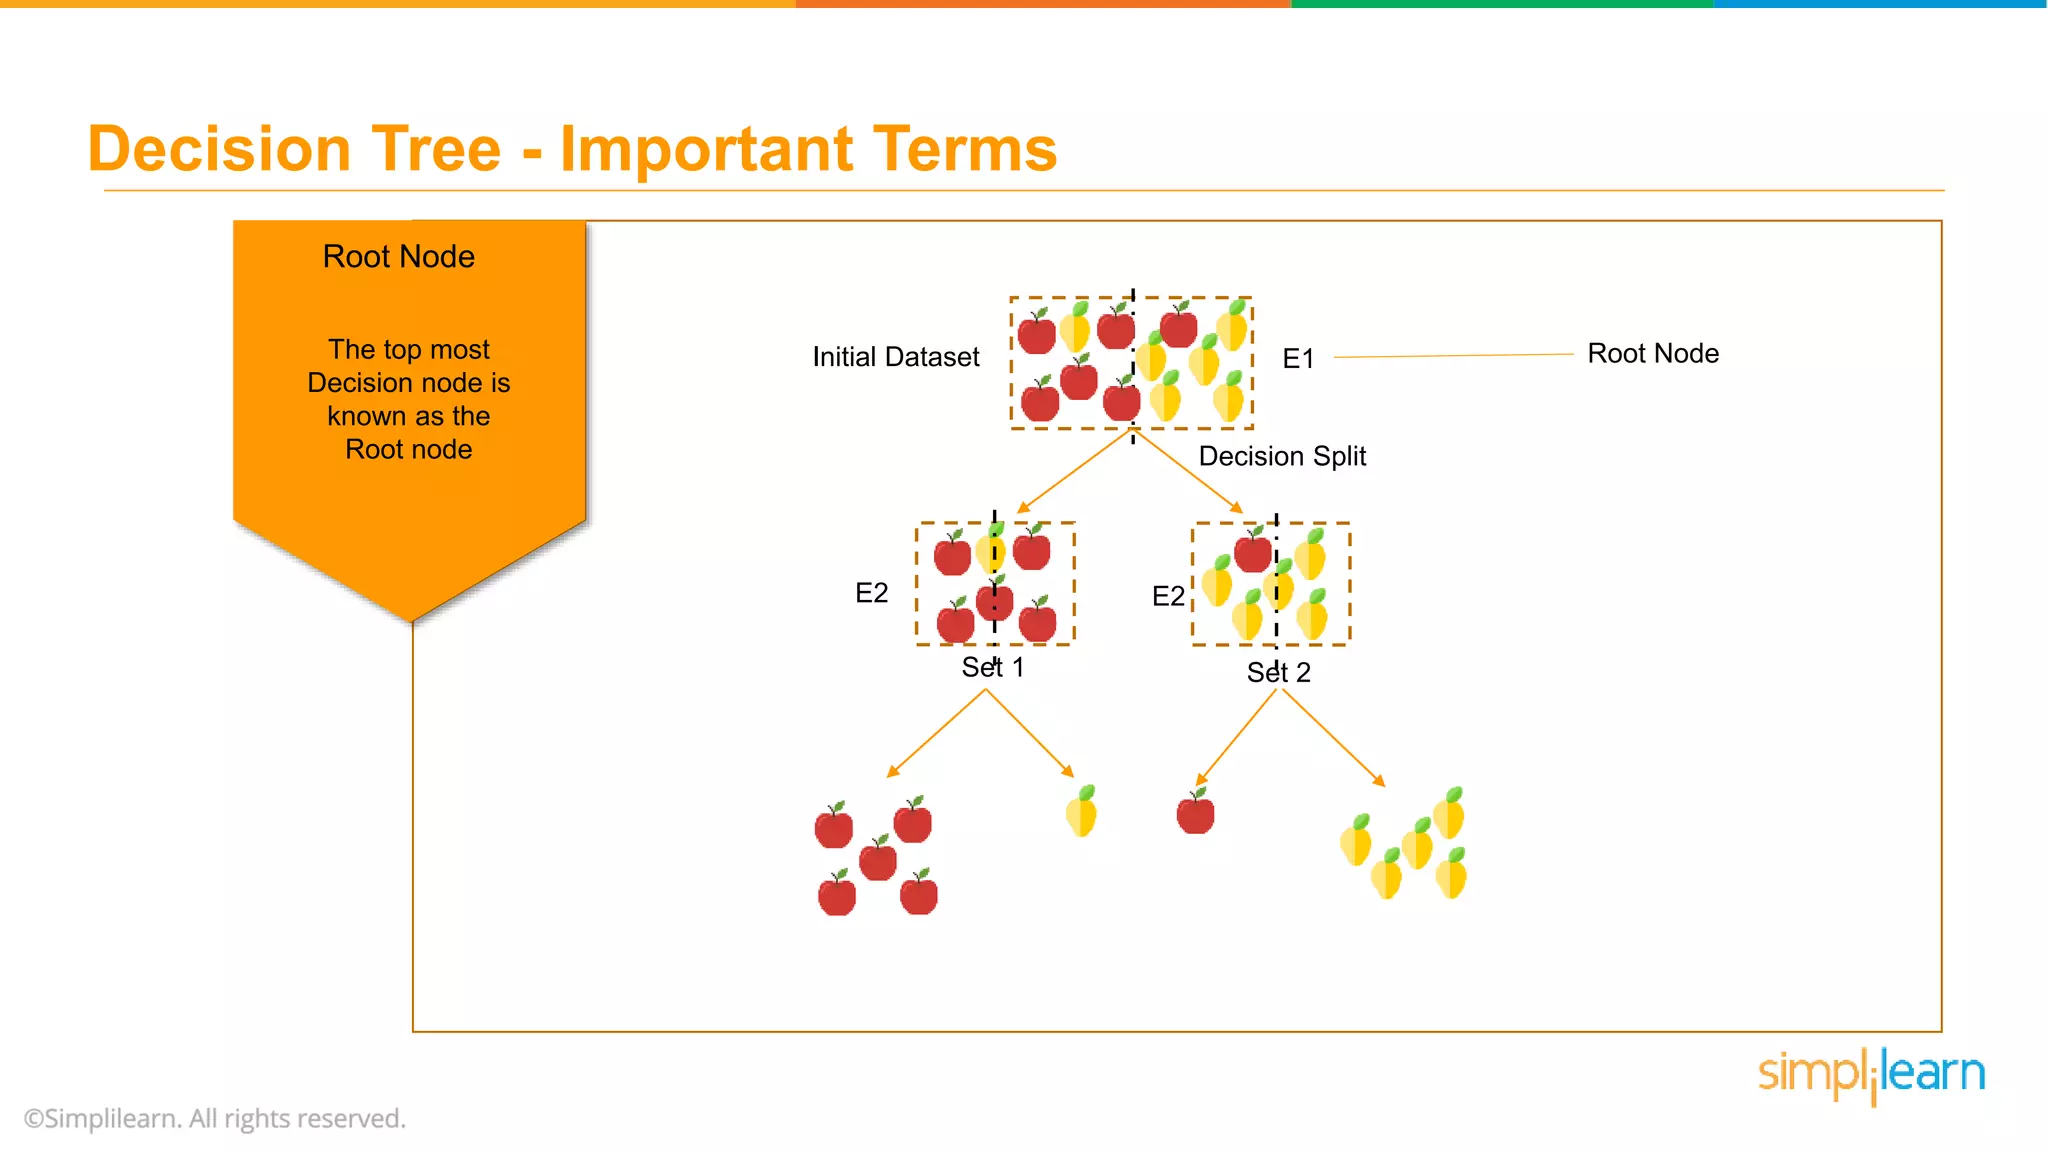 Decision Tree - Important Terms
Root Node
The top most
Decision node is
known as the
Root node
Initial Dataset
E1
Root Node
Decision Split
E2
E2
Set 1
Set 2
simplilearn
©Simplilearn. All rights reserved.